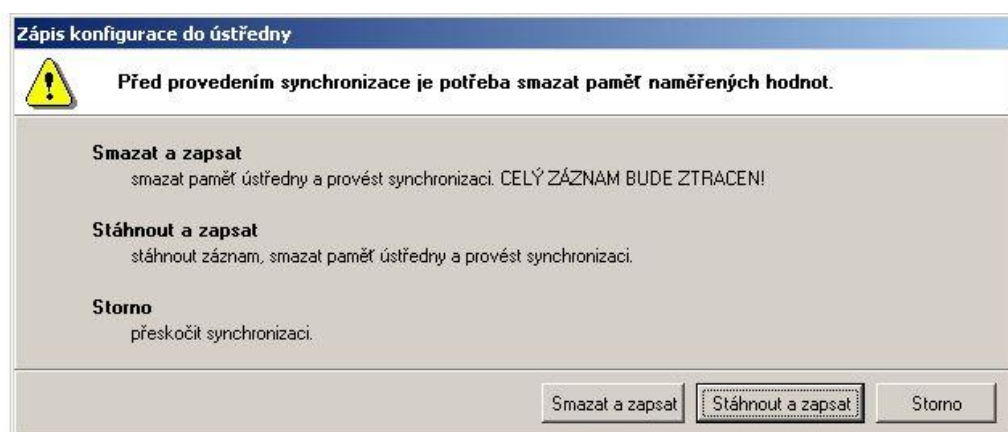 Zápis konfigurace do ústředny
Před provedením synchronizace je potřeba smazat paměť naměřených hodnot.
Smazat a zapsat
smazat paměť ústředny a provést synchronizaci. CELÝ ZÁZNAM BUDE ZTRACEN!
Stáhnout a zapsat
stáhnout záznam, smazat paměť ústředny a provést synchronizaci.
Storno
přeskočit synchronizaci.
Smazat a zapsat Stáhnout a zapsat Storno